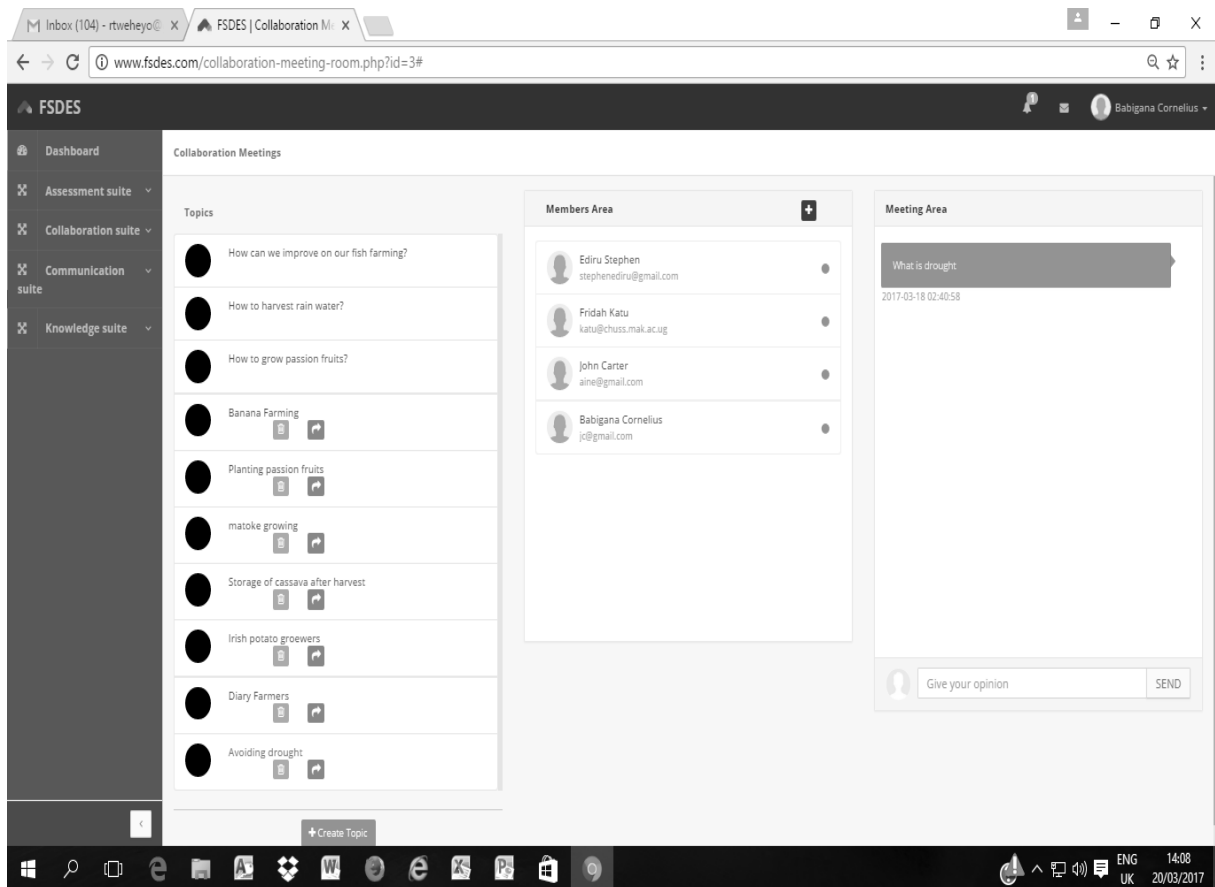 Inbox (104) - rtweheyo@
FSDES | Collaboration Me
www.fsdes.com/collaboration-meeting-room.php?id=3#
FSDES
1
Babigana Cornelius
Dashboard
Assessment suite
Collaboration suite
Communication
suite
Knowledge suite
Collaboration Meetings
Topics
How can we improve on our fish farming?
How to harvest rain water?
How to grow passion fruits?
Banana Farming
Planting passion fruits
matoke growing
Storage of cassava after harvest
Irish potato groewers
Diary Farmers
Avoiding drought
+Create Topic
Members Area
Ediru Stephen
stephenediru@gmail.com
Fridah Katu
katu@chuss.mak.ac.ug
John Carter
aine@gmail.com
Babigana Cornelius
jc@gmail.com
Meeting Area
What is drought
2017-03-18 02:40:58
Give your opinion
SEND
ENG
UK
14:08
20/03/2017